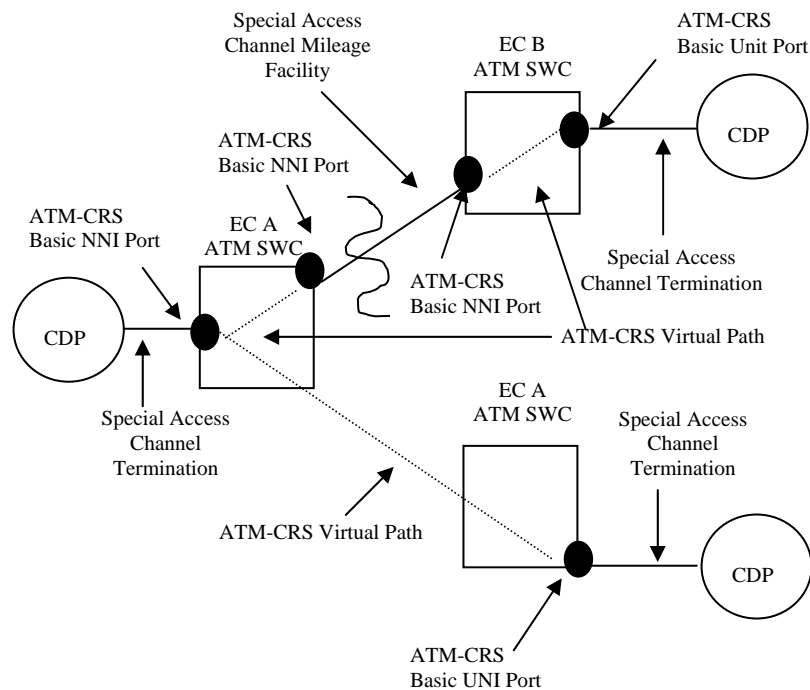 Special Access
Channel Mileage
Facility
EC B
ATM SWC
ATM-CRS
Basic Unit Port
CDP
ATM-CRS
Basic NNI Port
ATM-CRS
Basic NNI Port
EC A
ATM SWC
ATM-CRS
Basic NNI Port
Special Access
Channel Termination
CDP
ATM-CRS Virtual Path
Special Access
Channel
Termination
EC A
ATM SWC
Special Access
Channel
Termination
ATM-CRS Virtual Path
CDP
ATM-CRS
Basic UNI Port